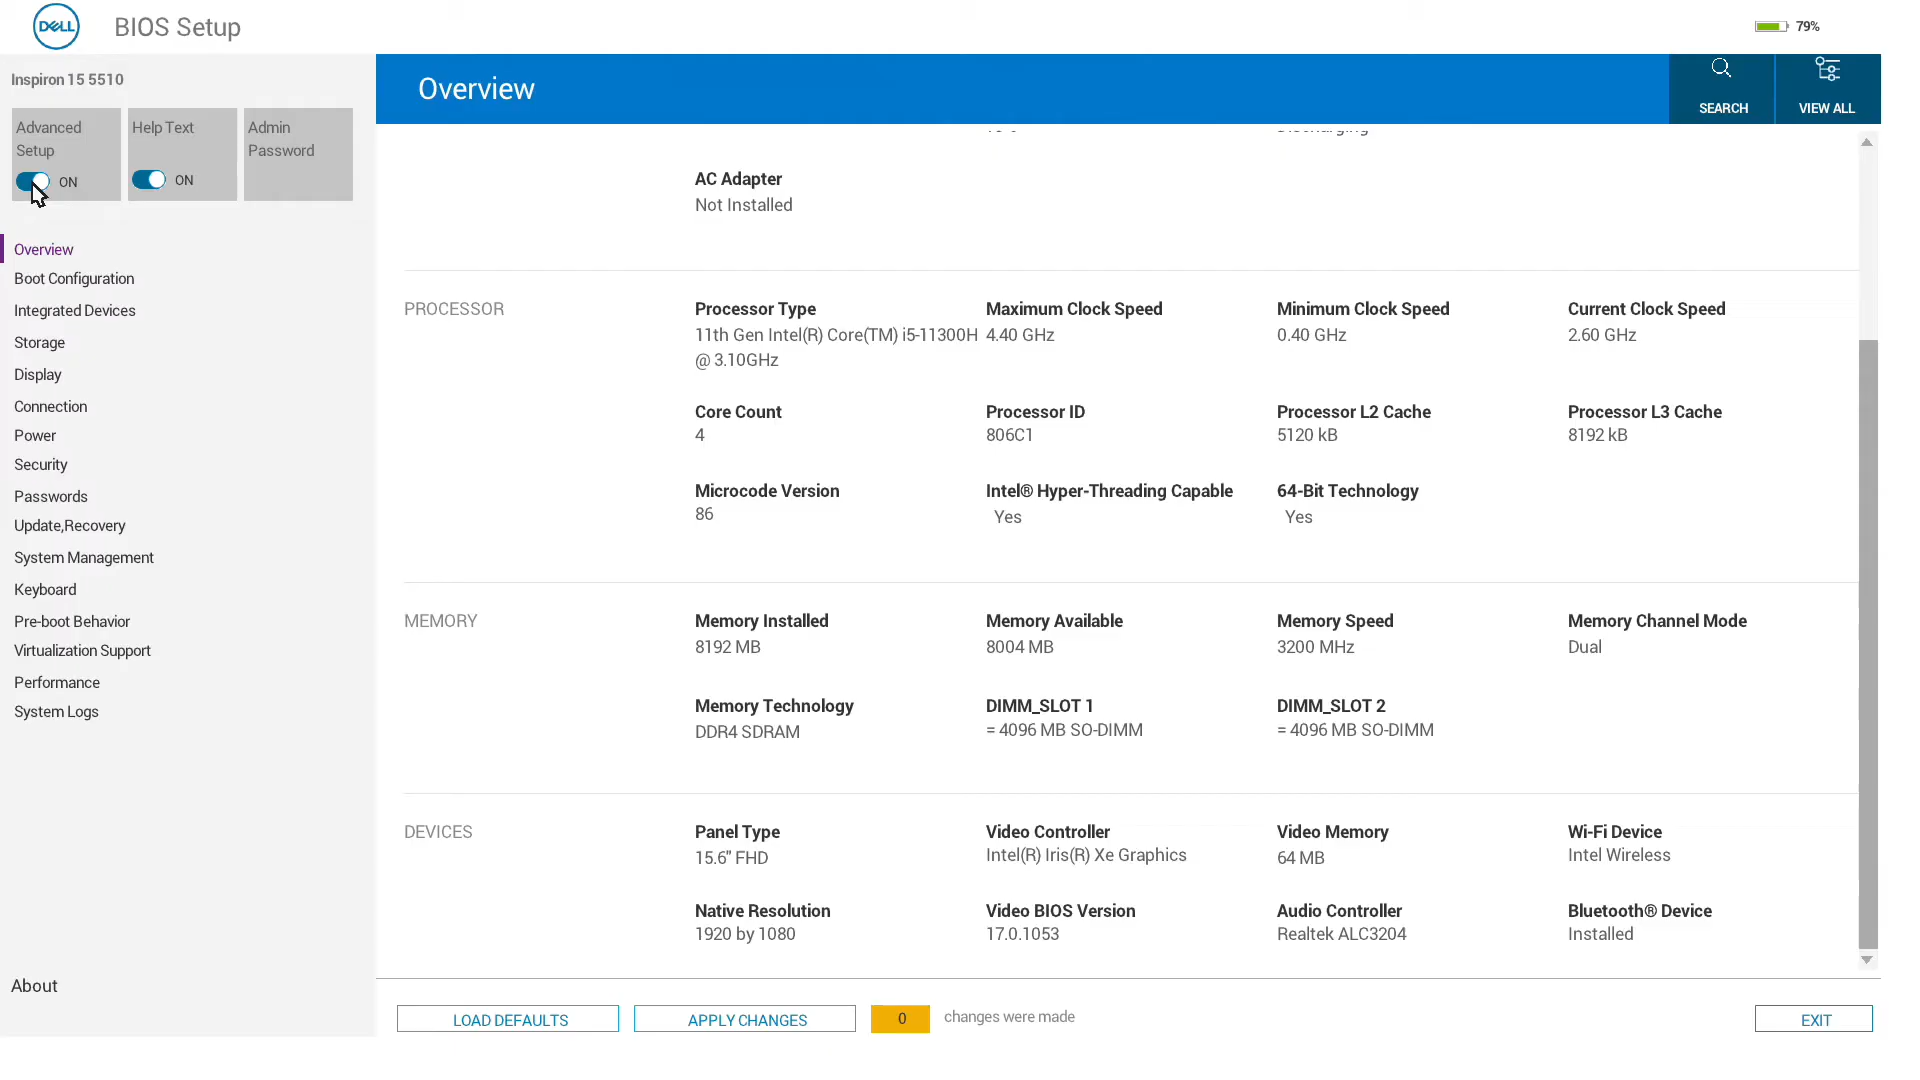 DELL
BIOS Setup
79%
Inspiron 15 5510
Advanced
Setup
ON
Help Text
ON
Admin
Password
Overview
Boot Configuration
Integrated Devices
Storage
Display
Connection
Power
Security
Passwords
Update,Recovery
System Management
Keyboard
Pre-boot Behavior
Virtualization Support
Performance
System Logs
About
Overview
SEARCH
VIEW ALL
AC Adapter
Not Installed
PROCESSOR
Processor Type
11th Gen Intel(R) Core(TM) i5-11300H
@ 3.10GHz
Maximum Clock Speed
4.40 GHz
Minimum Clock Speed
0.40 GHz
Current Clock Speed
2.60 GHz
Core Count
4
Processor ID
806C1
Processor L2 Cache
5120 kB
Processor L3 Cache
8192 kB
Microcode Version
86
Intel® Hyper-Threading Capable
Yes
64-Bit Technology
Yes
MEMORY
Memory Installed
8192 MB
Memory Available
8004 MB
Memory Speed
3200 MHz
Memory Channel Mode
Dual
Memory Technology
DDR4 SDRAM
DIMM_SLOT 1
= 4096 MB SO-DIMM
DIMM_SLOT 2
= 4096 MB SO-DIMM
DEVICES
Panel Type
15.6" FHD
Video Controller
Intel(R) Iris(R) Xe Graphics
Video Memory
64 MB
Wi-Fi Device
Intel Wireless
Native Resolution
1920 by 1080
Video BIOS Version
17.0.1053
Audio Controller
Realtek ALC3204
Bluetooth® Device
Installed
LOAD DEFAULTS
APPLY CHANGES
0
changes were made
EXIT